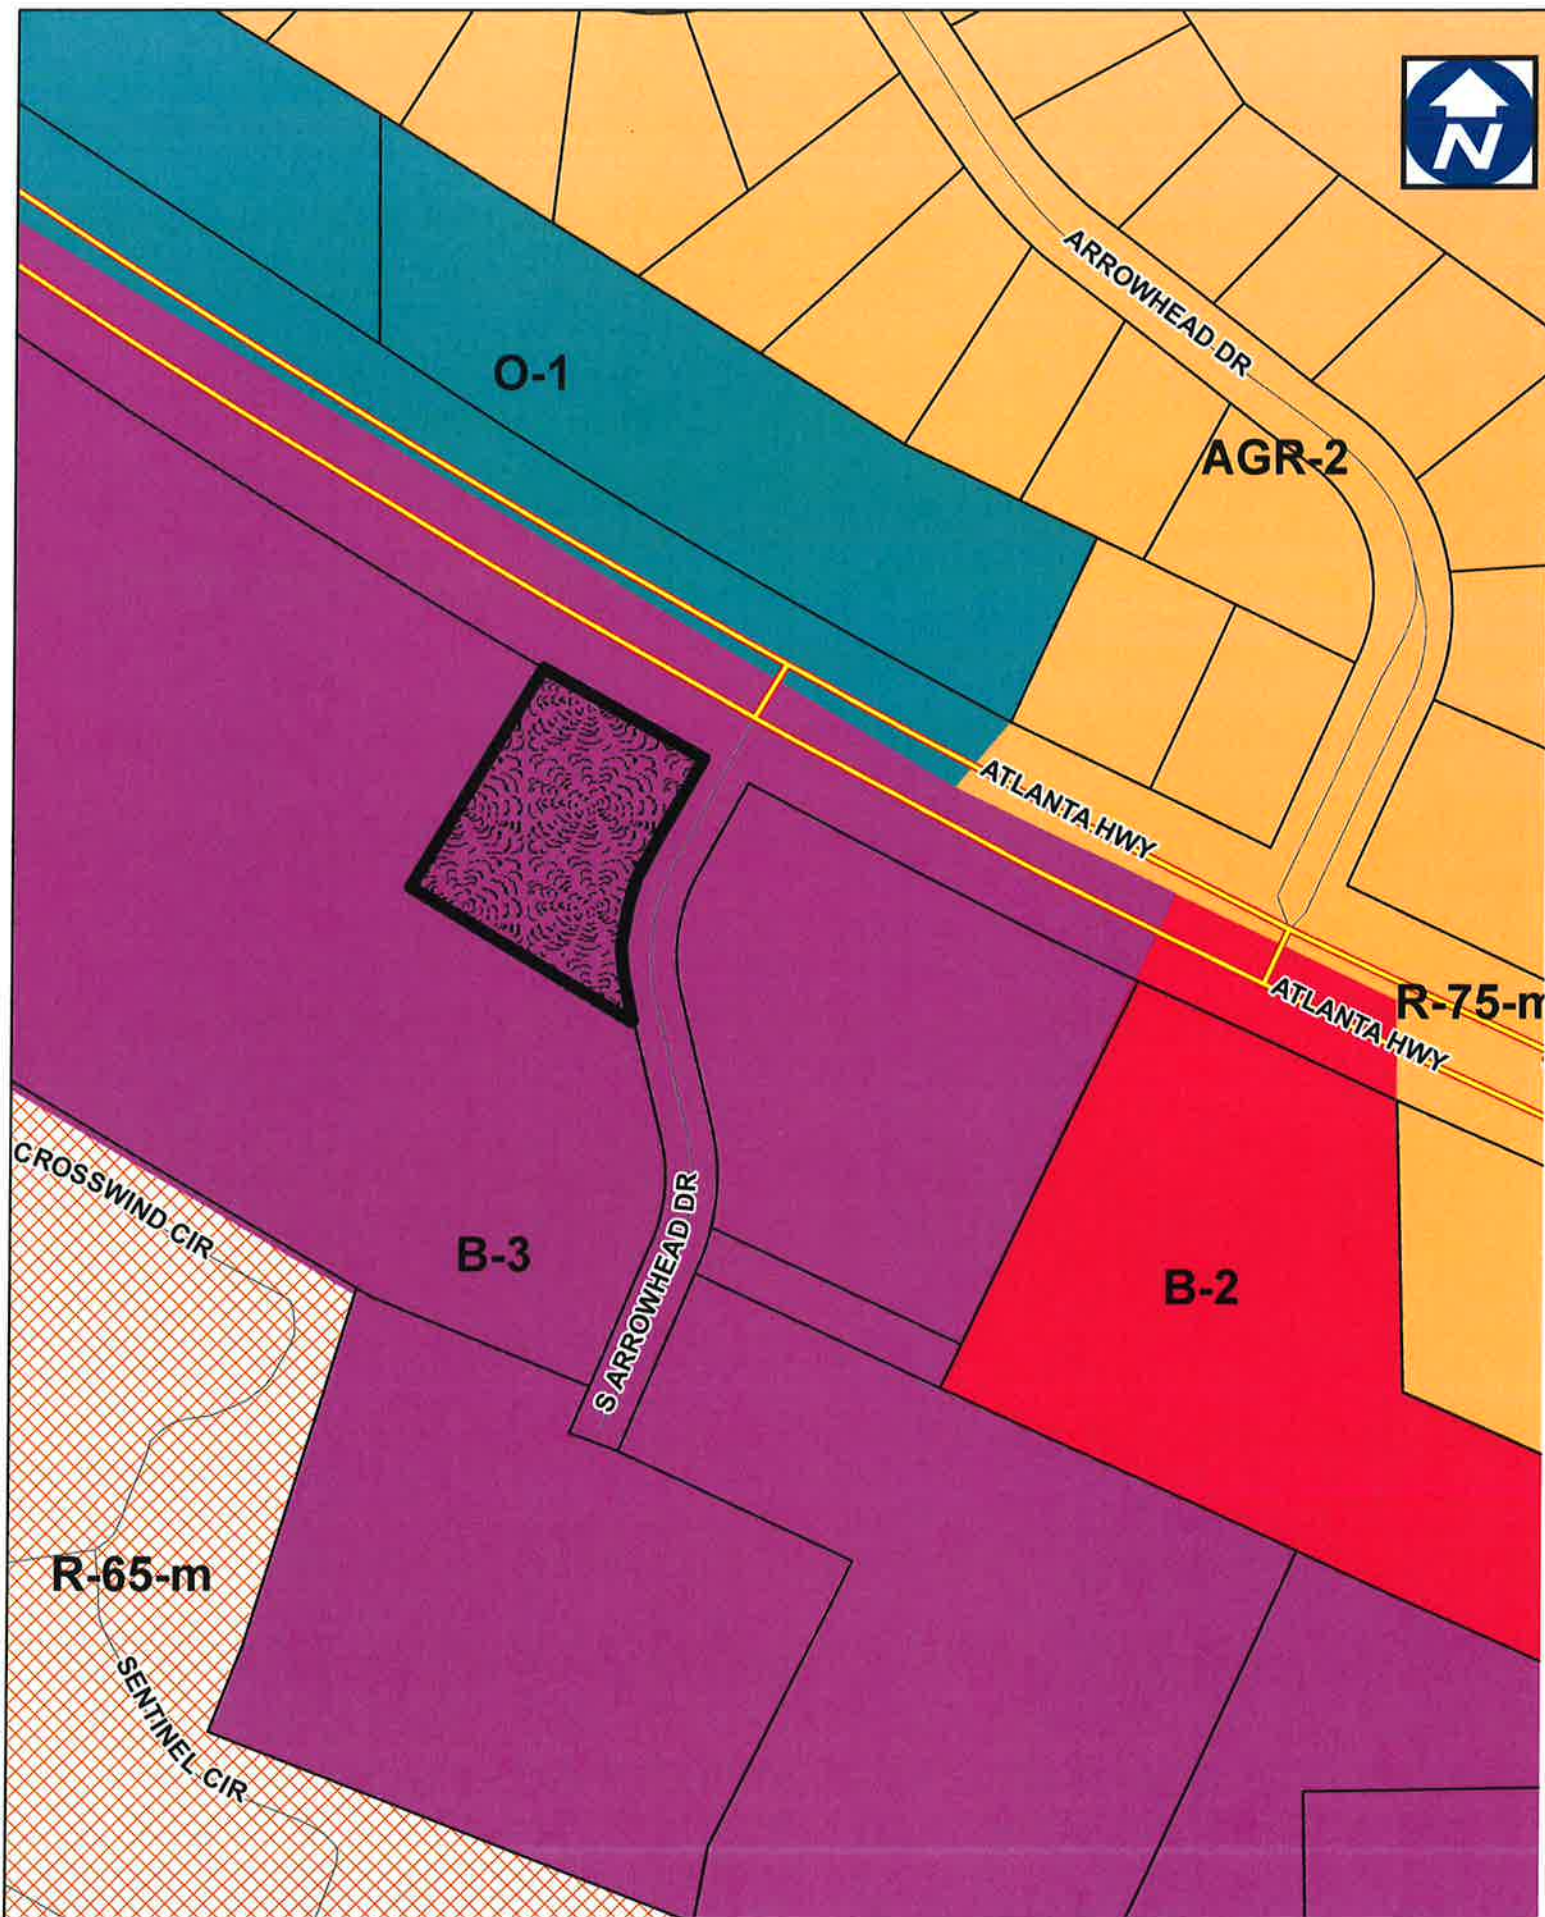 N
ARROWHEAD DR
O-1
AGR-2
ATLANTA HWY
R-75-m
ATLANTA HWY
CROSSWIND CIR
B-3
B-2
S ARROWHEAD DR
R-65-m
SENTINEL CIR